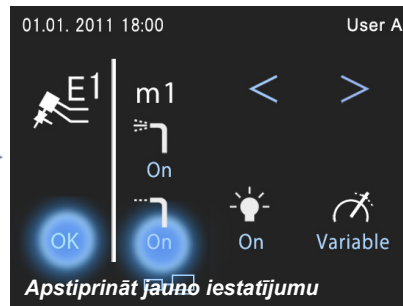 01.01. 2011 18:00 User A
E1 m1 < >
On
OK On On Variable
Apstiprināt jauno iestatījumu